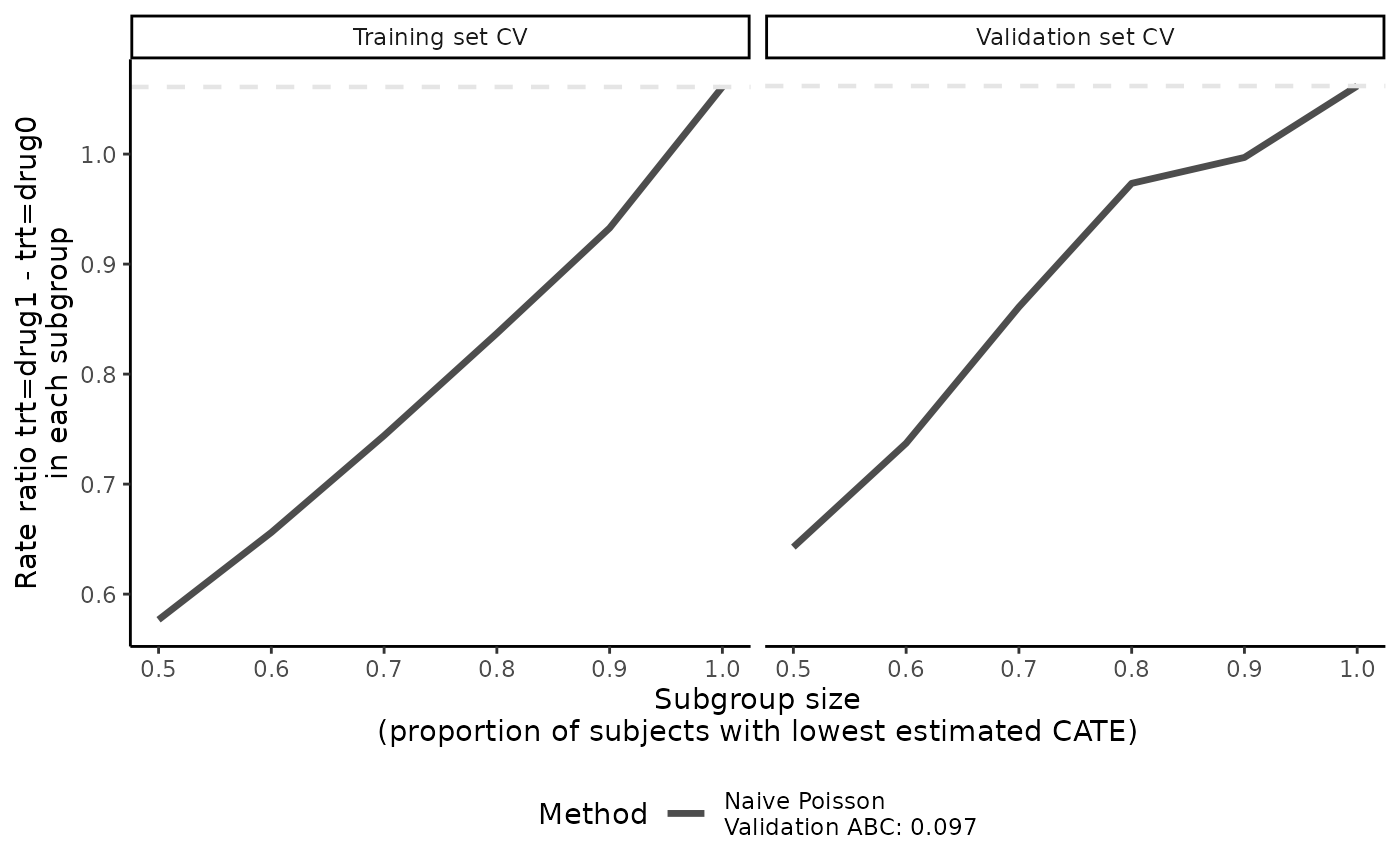 Training set CV
Validation set CV
Rate ratio trt=drug1 - trt=drug0
in each subgroup
1.0
0.9
0.8
0.7
0.6
0.5 0.6 0.7 0.8 0.9 1.0
0.5 0.6 0.7 0.8 0.9 1.0
Subgroup size
(proportion of subjects with lowest estimated CATE)
Method
Naive Poisson
Validation ABC: 0.097